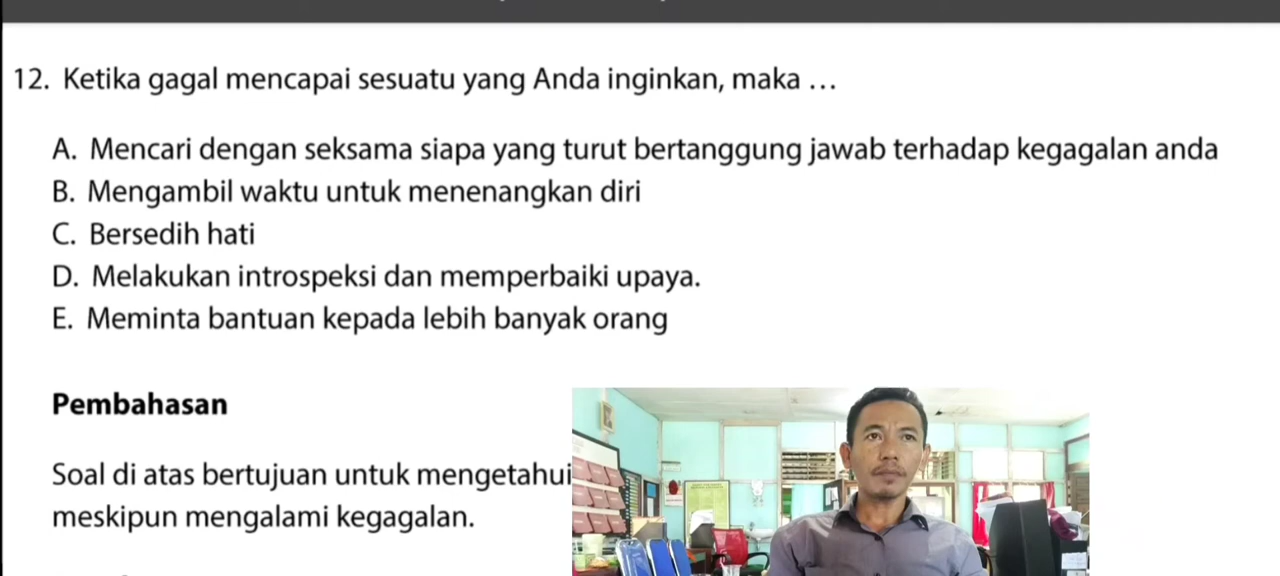 12. Ketika gagal mencapai sesuatu yang Anda inginkan, maka …
A. Mencari dengan seksama siapa yang turut bertanggung jawab terhadap kegagalan anda
B. Mengambil waktu untuk menenangkan diri
C. Bersedih hati
D. Melakukan introspeksi dan memperbaiki upaya.
E. Meminta bantuan kepada lebih banyak orang
Pembahasan
Soal di atas bertujuan untuk mengetahui
meskipun mengalami kegagalan.